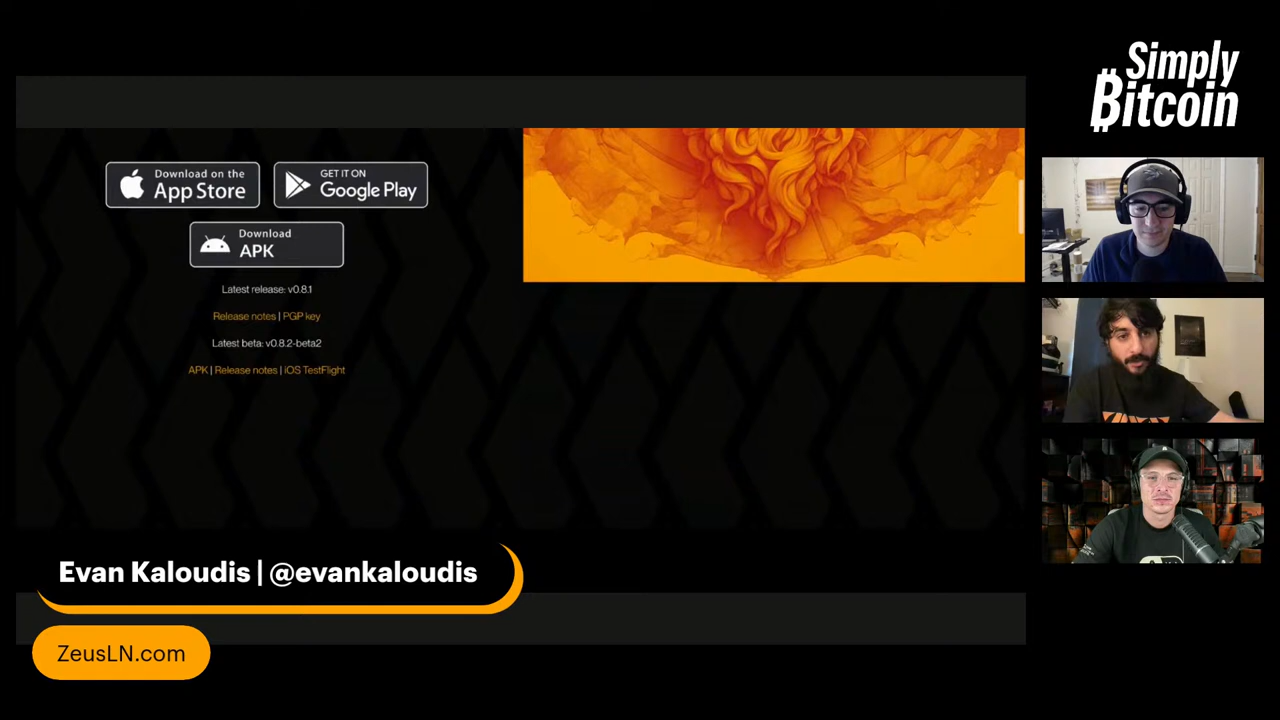 Simply
Bitcoin
Download on the
App Store
GET IT ON
Google Play
Download
APK
Latest release: v0.8.1
Release notes | PGP key
Latest beta: v0.8.2-beta2
APK | Release notes | iOS TestFlight
Evan Kaloudis | @evankaloudis
ZeusLN.com